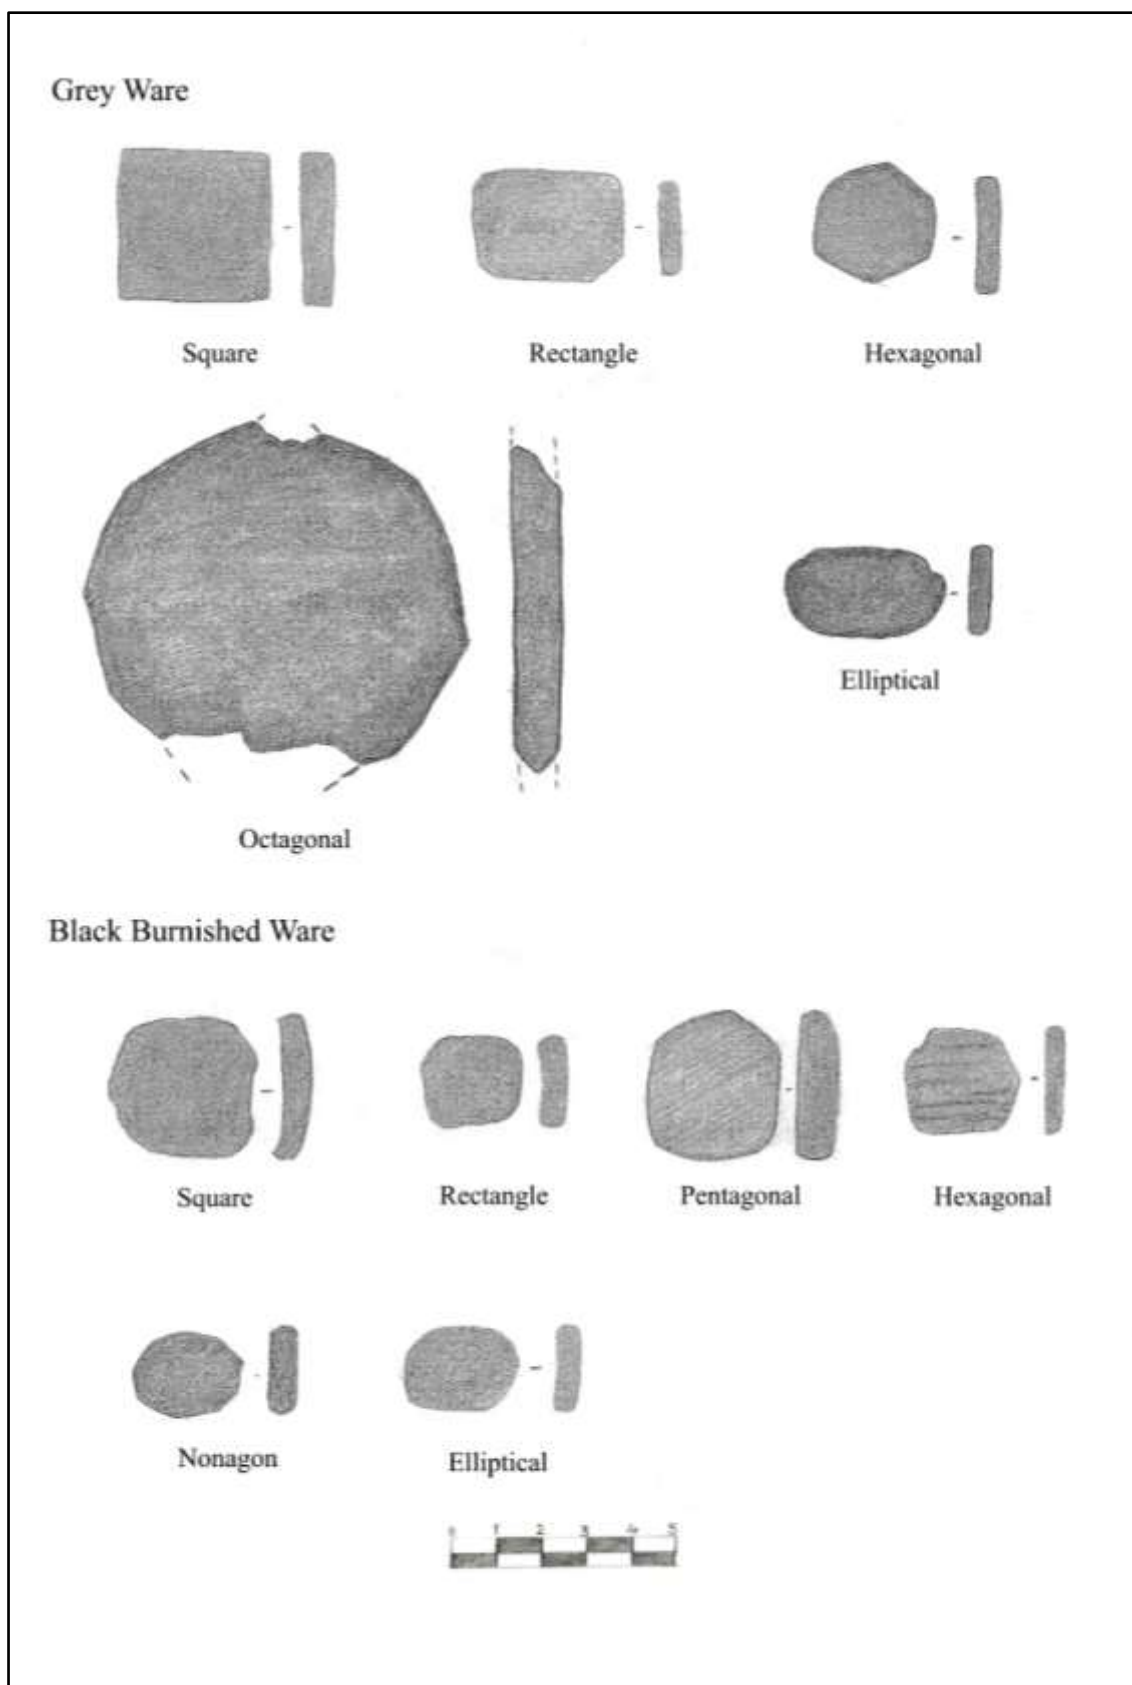 Grey Ware
Square
Rectangle
Hexagonal
Octagonal
Elliptical
Black Burnished Ware
Square
Rectangle
Pentagonal
Hexagonal
Nonagon
Elliptical
1 2 3 4 5